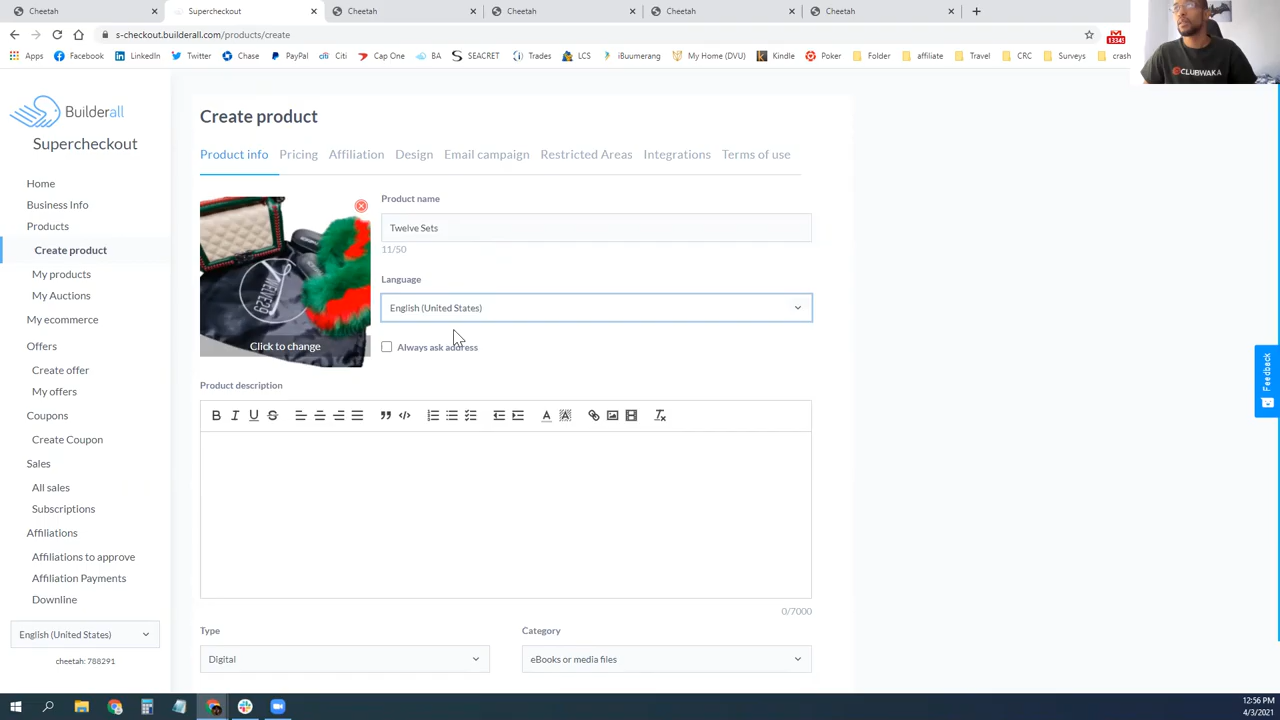 Cheetah
Supercheckout
Cheetah
Cheetah
Cheetah
Cheetah
s-checkout.builderall.com/products/create
Apps
Facebook
LinkedIn
Twitter
Chase
PayPal
Citi
Cap One
BA
SEACRET
Trades
LCS
iBuumerang
My Home (DVU)
Kindle
Poker
Folder
affiliate
Travel
CRC
Surveys
crash
13345
CLUBWAKA
Builderall
Supercheckout
Home
Business Info
Products
Create product
My products
My Auctions
My ecommerce
Offers
Create offer
My offers
Coupons
Create Coupon
Sales
All sales
Subscriptions
Affiliations
Affiliations to approve
Affiliation Payments
Downline
English (United States)
cheetah: 788291
Create product
Product info
Pricing
Affiliation
Design
Email campaign
Restricted Areas
Integrations
Terms of use
Click to change
Product name
Twelve Sets
11/50
Language
English (United States)
Always ask address
Product description
0/7000
Type
Digital
Category
eBooks or media files
Feedback
12:56 PM
4/3/2021